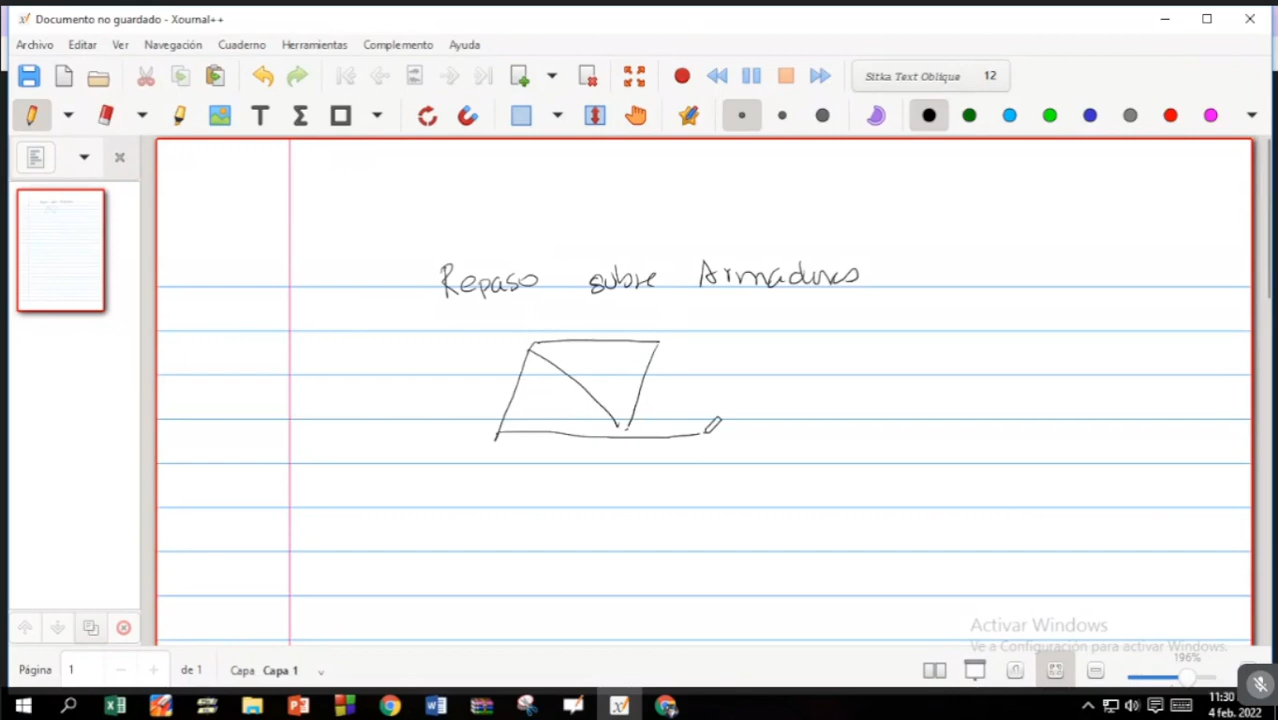 Documento no guardado - Xournal++
Archivo Editar Ver Navegación Cuaderno Herramientas Complemento Ayuda
Sitka Text Oblique 12
Repaso sobre Armaduras
Activar Windows
Ve a Configuración para activar Windows.
196%
Página 1 de 1 Capa Capa 1
11:30
4 feb. 2022